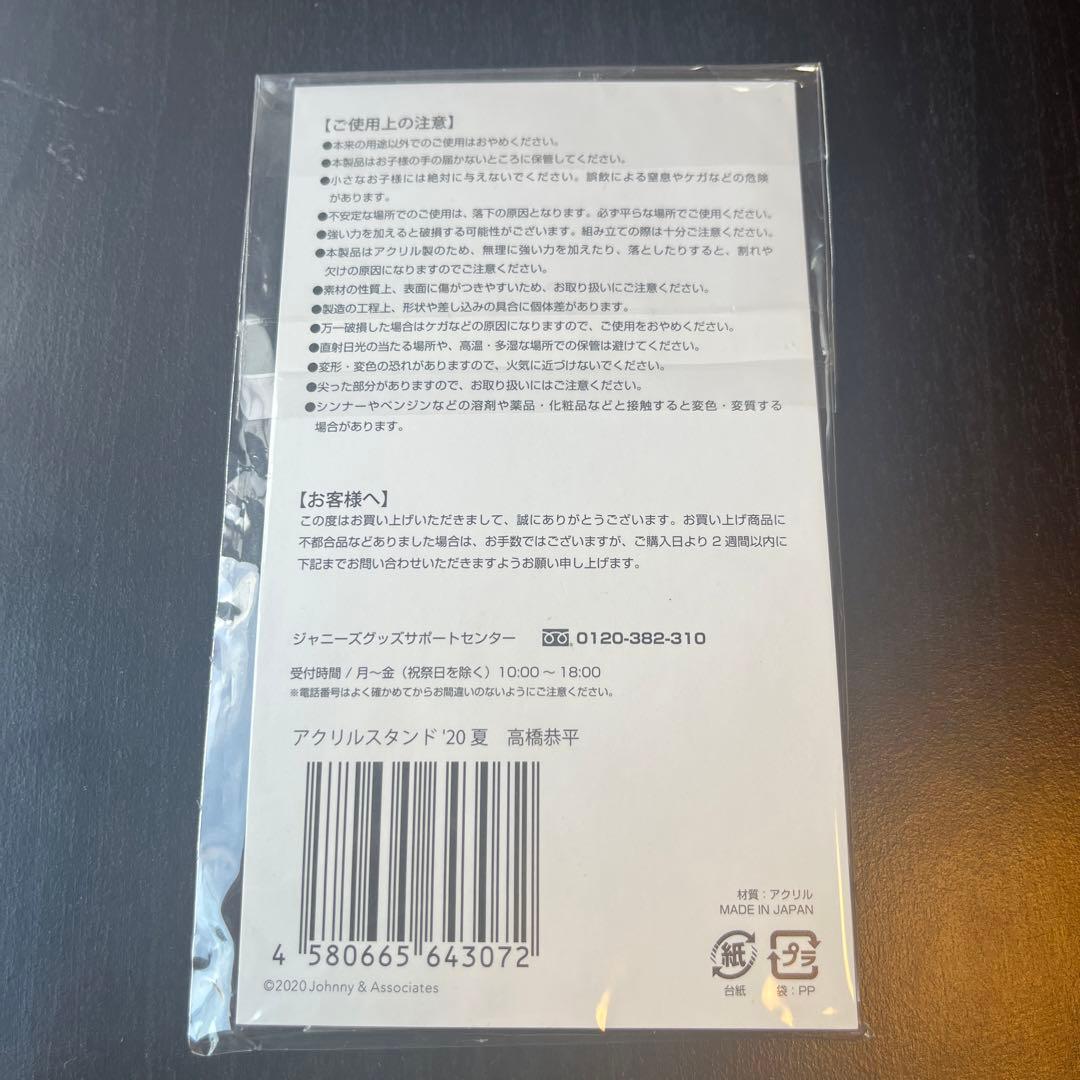 【ご使用上の注意】
●本来の用途以外でのご使用はおやめください。
●本製品はお子様の手の届かないところに保管してください。
●小さなお子様には絶対に与えないでください。誤飲による窒息やケガなどの危険
があります。
●不安定な場所でのご使用は、落下の原因となります。必ず平らな場所でご使用ください。
●強い力を加えると破損する可能性がございます。組み立ての際は十分ご注意ください。
●本製品はアクリル製のため、無理に強い力を加えたり、落としたりすると、割れや
欠けの原因になりますのでご注意ください。
●素材の性質上、表面に傷がつきやすいため、お取り扱いにご注意ください。
●製造の工程上、形状や差し込みの具合に個体差があります。
●万一破損した場合はケガなどの原因になりますので、ご使用をおやめください。
●直射日光の当たる場所や、高温・多湿な場所での保管は避けてください。
●変形・変色の恐れがありますので、火気に近づけないでください。
●尖った部分がありますので、お取り扱いにはご注意ください。
●シンナーやベンジンなどの溶剤や薬品・化粧品などと接触すると変色・変質する
場合があります。
【お客様へ】
この度はお買い上げいただきまして、誠にありがとうございます。お買い上げ商品に
不都合品などありました場合は、お手数ではございますが、ご購入日より2週間以内に
下記までお問い合わせいただきますようお願い申し上げます。
ジャニーズグッズサポートセンター 0120-382-310
受付時間 / 月〜金（祝祭日を除く）10:00 〜 18:00
※電話番号はよく確かめてからお間違いのないようにご注意ください。
アクリルスタンド '20 夏 高橋恭平
4 580665 643072
©2020 Johnny & Associates
材質：アクリル
MADE IN JAPAN
紙 プラ
台紙 袋：PP